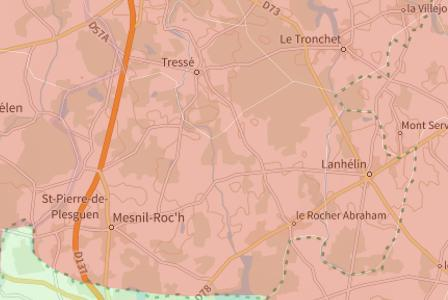 D73
la Villejo
D57A
Le Tronchet
Tressé
élen
Mont Serv
Lanhélin
St-Pierre-de-
Plesguen
Mesnil-Roc'h
le Rocher Abraham
D137
D78